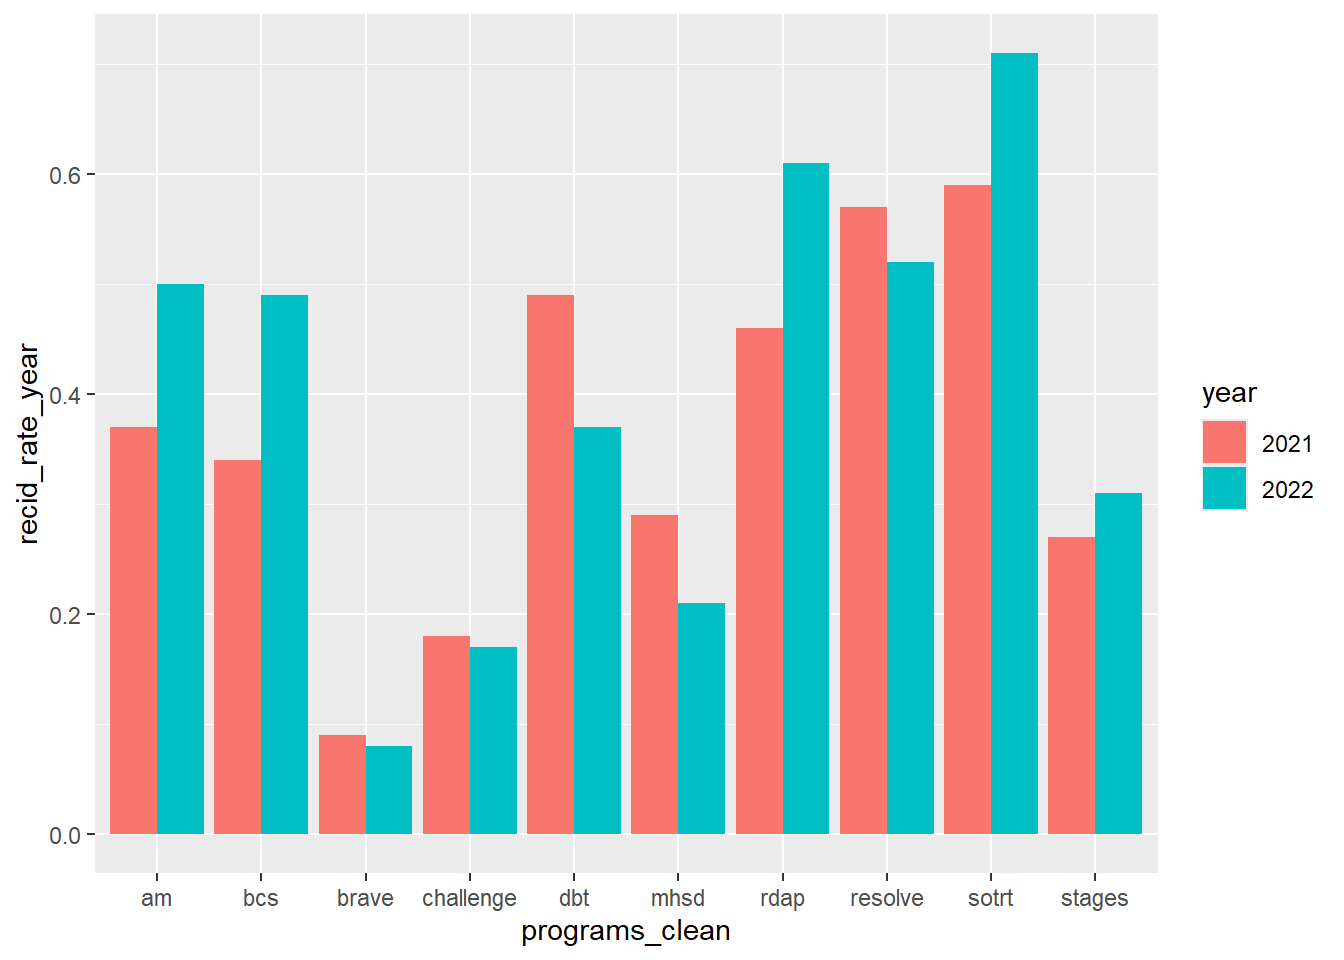 recid_rate_year
0.6
0.4
0.2
0.0
am bcs brave challenge dbt mhsd rdap resolve sotrt stages
programs_clean
year
2021
2022